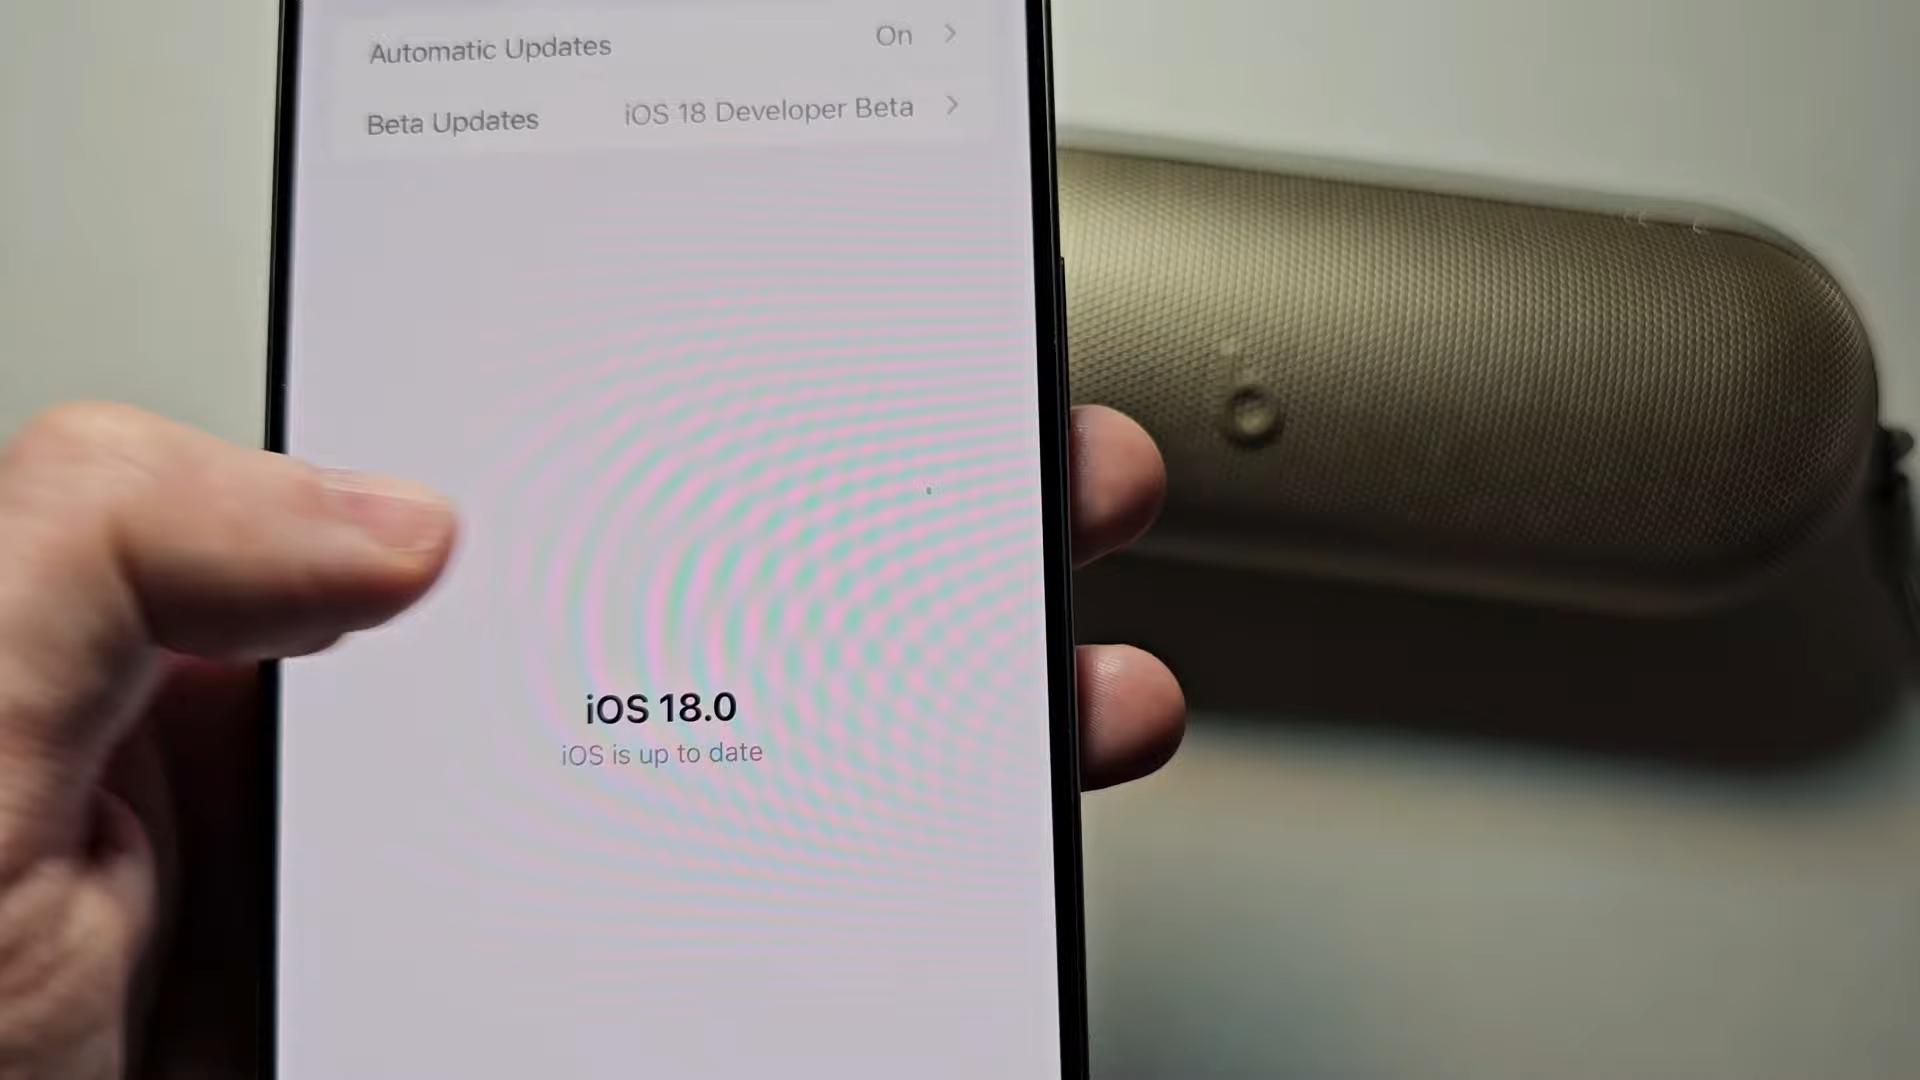 Automatic Updates On
Beta Updates iOS 18 Developer Beta
iOS 18.0
iOS is up to date